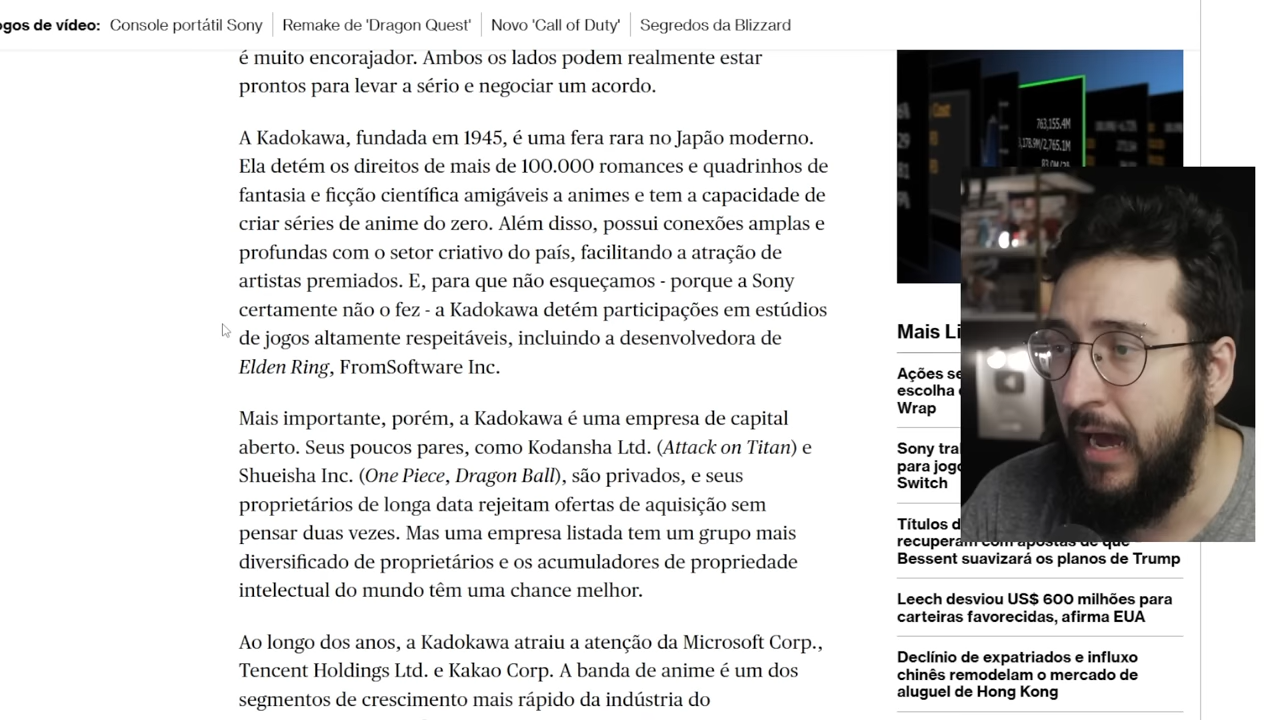 ogos de vídeo: Console portátil Sony Remake de 'Dragon Quest' Novo 'Call of Duty' Segredos da Blizzard
é muito encorajador. Ambos os lados podem realmente estar
prontos para levar a sério e negociar um acordo.
A Kadokawa, fundada em 1945, é uma fera rara no Japão moderno.
Ela detém os direitos de mais de 100.000 romances e quadrinhos de
fantasia e ficção científica amigáveis a animes e tem a capacidade de
criar séries de anime do zero. Além disso, possui conexões amplas e
profundas com o setor criativo do país, facilitando a atração de
artistas premiados. E, para que não esqueçamos - porque a Sony
certamente não o fez - a Kadokawa detém participações em estúdios
de jogos altamente respeitáveis, incluindo a desenvolvedora de
Elden Ring, FromSoftware Inc.
Mais importante, porém, a Kadokawa é uma empresa de capital
aberto. Seus poucos pares, como Kodansha Ltd. (Attack on Titan) e
Shueisha Inc. (One Piece, Dragon Ball), são privados, e seus
proprietários de longa data rejeitam ofertas de aquisição sem
pensar duas vezes. Mas uma empresa listada tem um grupo mais
diversificado de proprietários e os acumuladores de propriedade
intelectual do mundo têm uma chance melhor.
Ao longo dos anos, a Kadokawa atraiu a atenção da Microsoft Corp.,
Tencent Holdings Ltd. e Kakao Corp. A banda de anime é um dos
segmentos de crescimento mais rápido da indústria do
Cost
763,155.4M
Mais Li
Ações se
escolha
Wrap
Sony tra
para jog
Switch
Títulos d
recuperam com apostas de que
Bessent suavizará os planos de Trump
Leech desviou US$ 600 milhões para
carteiras favorecidas, afirma EUA
Declínio de expatriados e influxo
chinês remodelam o mercado de
aluguel de Hong Kong